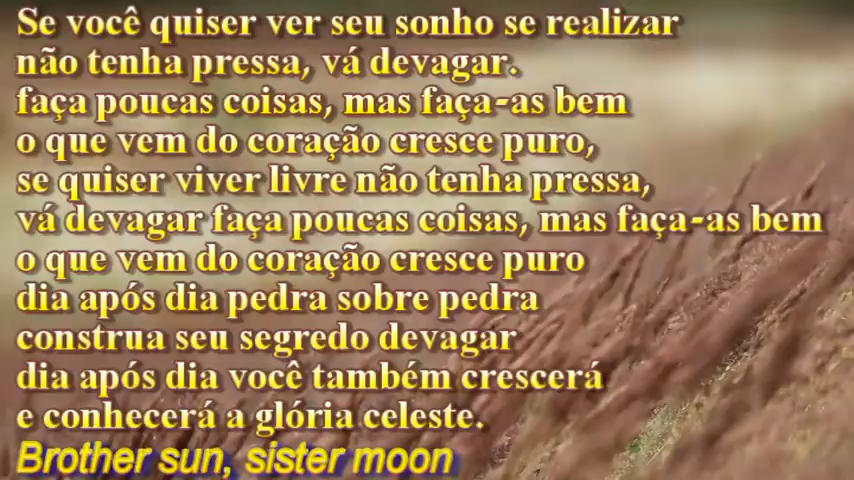 Se você quiser ver seu sonho se realizar
não tenha pressa, vá devagar.
faça poucas coisas, mas faça-as bem
o que vem do coração cresce puro,
se quiser viver livre não tenha pressa,
vá devagar faça poucas coisas, mas faça-as bem
o que vem do coração cresce puro
dia após dia pedra sobre pedra
construa seu segredo devagar
dia após dia você também crescerá
e conhecerá a glória celeste.
Brother sun, sister moon